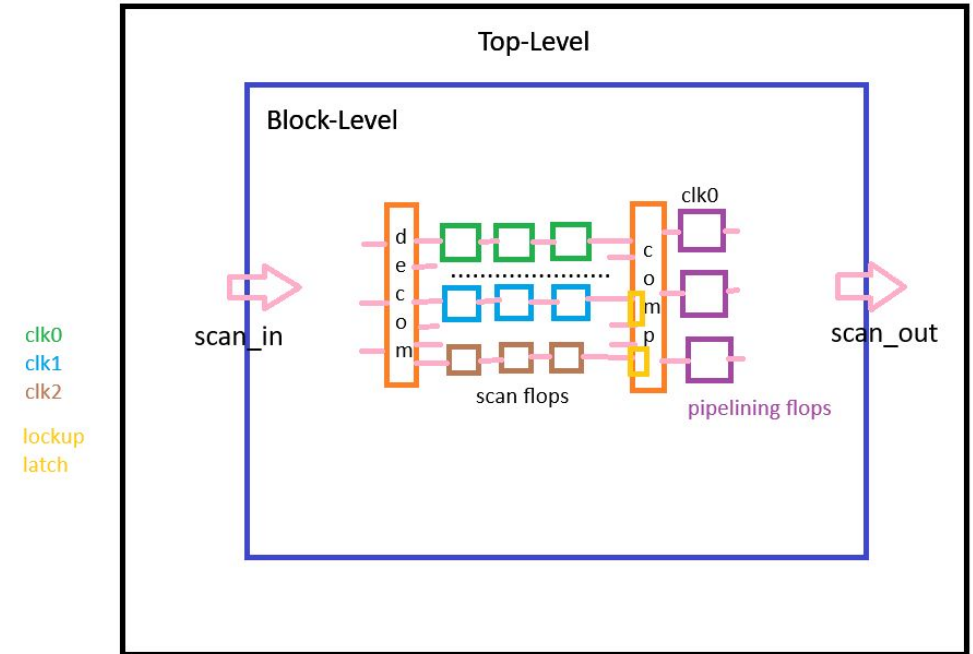 Top-Level
Block-Level
clk0
d
e
c
o
m
c
o
m
p
scan_in
scan_out
clk0
clk1
clk2
scan flops
pipelining flops
lockup
latch